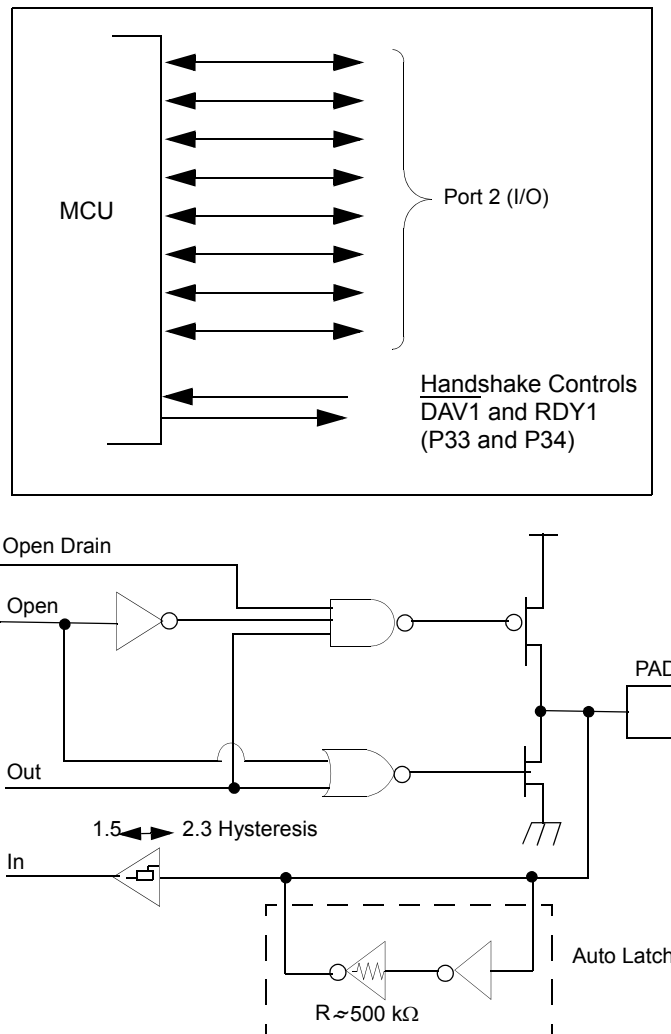 MCU
Port 2 (I/O)
Handshake Controls
DAV1 and RDY1
(P33 and P34)
Open Drain
Open
PAD
Out
1.5 2.3 Hysteresis
In
Auto Latch
R ≈ 500 kΩ